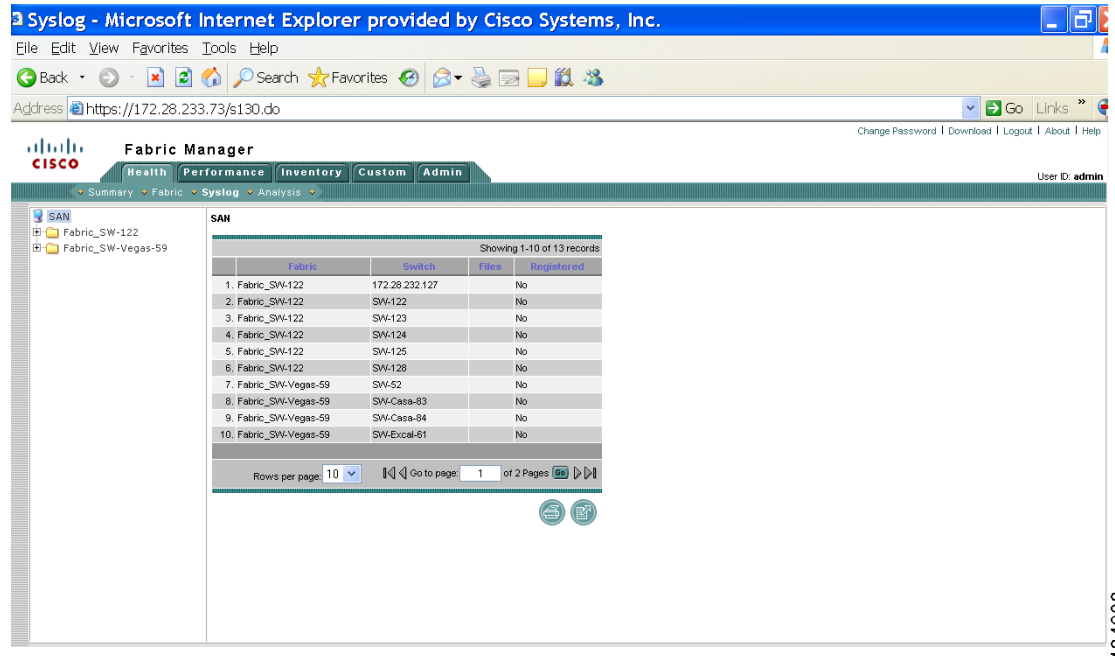 Syslog - Microsoft Internet Explorer provided by Cisco Systems, Inc.
File Edit View Favorites Tools Help
Back Search Favorites
Address https://172.28.233.73/s130.do Go Links »
Change Password | Download | Logout | About | Help
CISCO Fabric Manager
Health Performance Inventory Custom Admin
User ID: admin
Summary Fabric Syslog Analysis
SAN
Fabric_SW-122
Fabric_SW-Vegas-59
SAN
Showing 1-10 of 13 records
Fabric Switch Files Registered
1. Fabric_SW-122 172.28.232.127 No
2. Fabric_SW-122 SW-122 No
3. Fabric_SW-122 SW-123 No
4. Fabric_SW-122 SW-124 No
5. Fabric_SW-122 SW-125 No
6. Fabric_SW-122 SW-128 No
7. Fabric_SW-Vegas-59 SW-52 No
8. Fabric_SW-Vegas-59 SW-Casa-83 No
9. Fabric_SW-Vegas-59 SW-Casa-84 No
10. Fabric_SW-Vegas-59 SW-Excal-61 No
Rows per page: 10 Go to page: 1 of 2 Pages Go